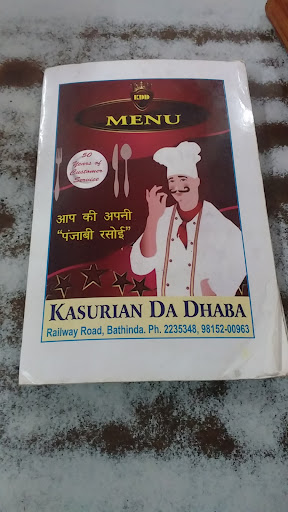 KDD
MENU
50
Years of
Customer
Service
आप की अपनी
“पंजाबी रसोई”
KASURIAN DA DHABA
Railway Road, Bathinda. Ph. 2235348, 98152-00963